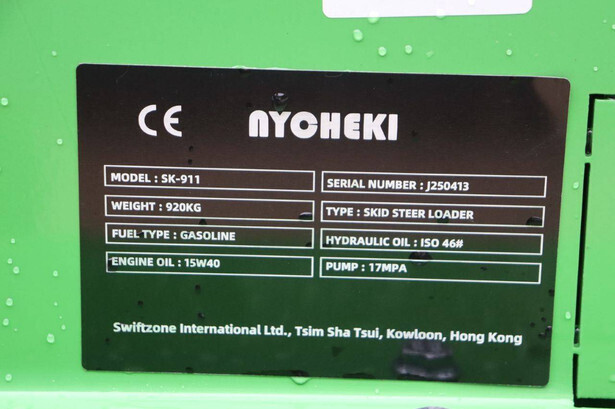 CE NYCHEKI
MODEL : SK-911
SERIAL NUMBER : J250413
WEIGHT : 920KG
TYPE : SKID STEER LOADER
FUEL TYPE : GASOLINE
HYDRAULIC OIL : ISO 46#
ENGINE OIL : 15W40
PUMP : 17MPA
Swiftzone International Ltd., Tsim Sha Tsui, Kowloon, Hong Kong